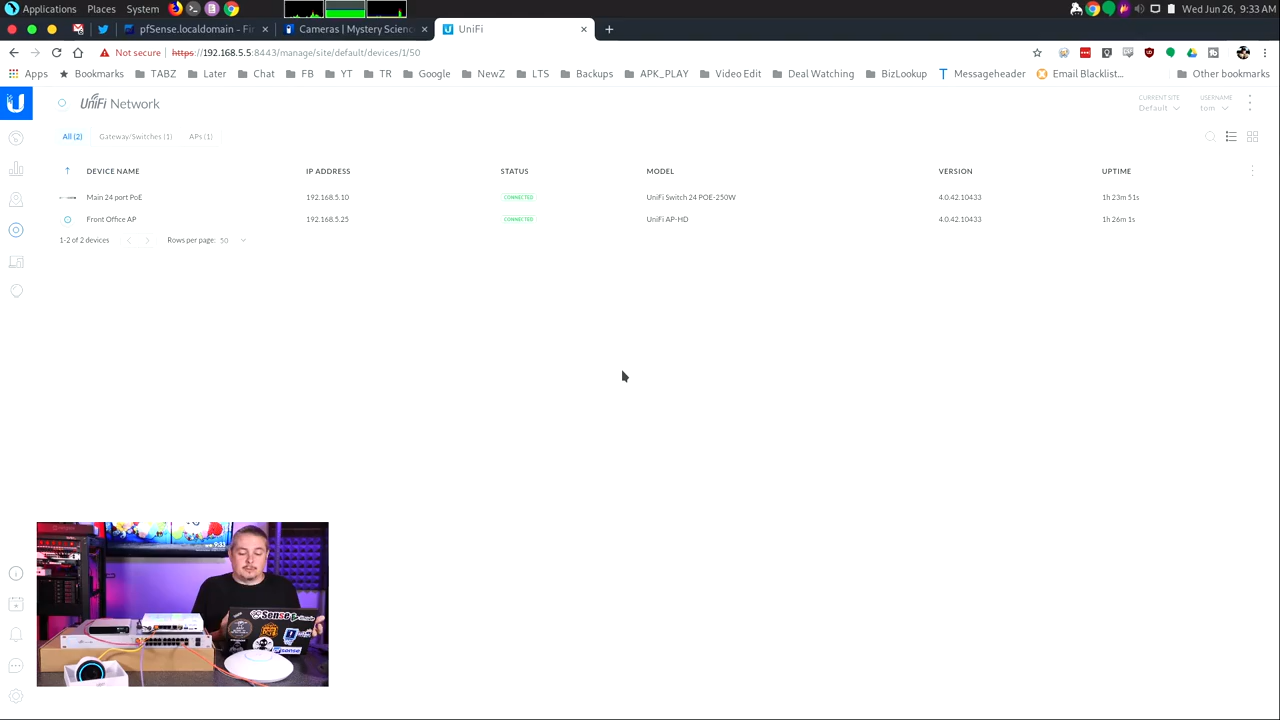 Applications Places System Wed Jun 26, 9:33 AM
pfSense.localdomain - Fir Cameras | Mystery Scienc UniFi
Not secure https://192.168.5.5:8443/manage/site/default/devices/1/50
Apps Bookmarks TABZ Later Chat FB YT TR Google NewZ LTS Backups APK_PLAY Video Edit Deal Watching BizLookup Messageheader Email Blacklist... Other bookmarks
UniFi Network
CURRENT SITE USERNAME
Default tom
All (2) Gateway/Switches (1) APs (1)
DEVICE NAME IP ADDRESS STATUS MODEL VERSION UPTIME
Main 24 port PoE 192.168.5.10 CONNECTED UniFi Switch 24 POE-250W 4.0.42.10433 1h 23m 51s
Front Office AP 192.168.5.25 CONNECTED UniFi AP-HD 4.0.42.10433 1h 26m 1s
1-2 of 2 devices Rows per page: 50
Sense